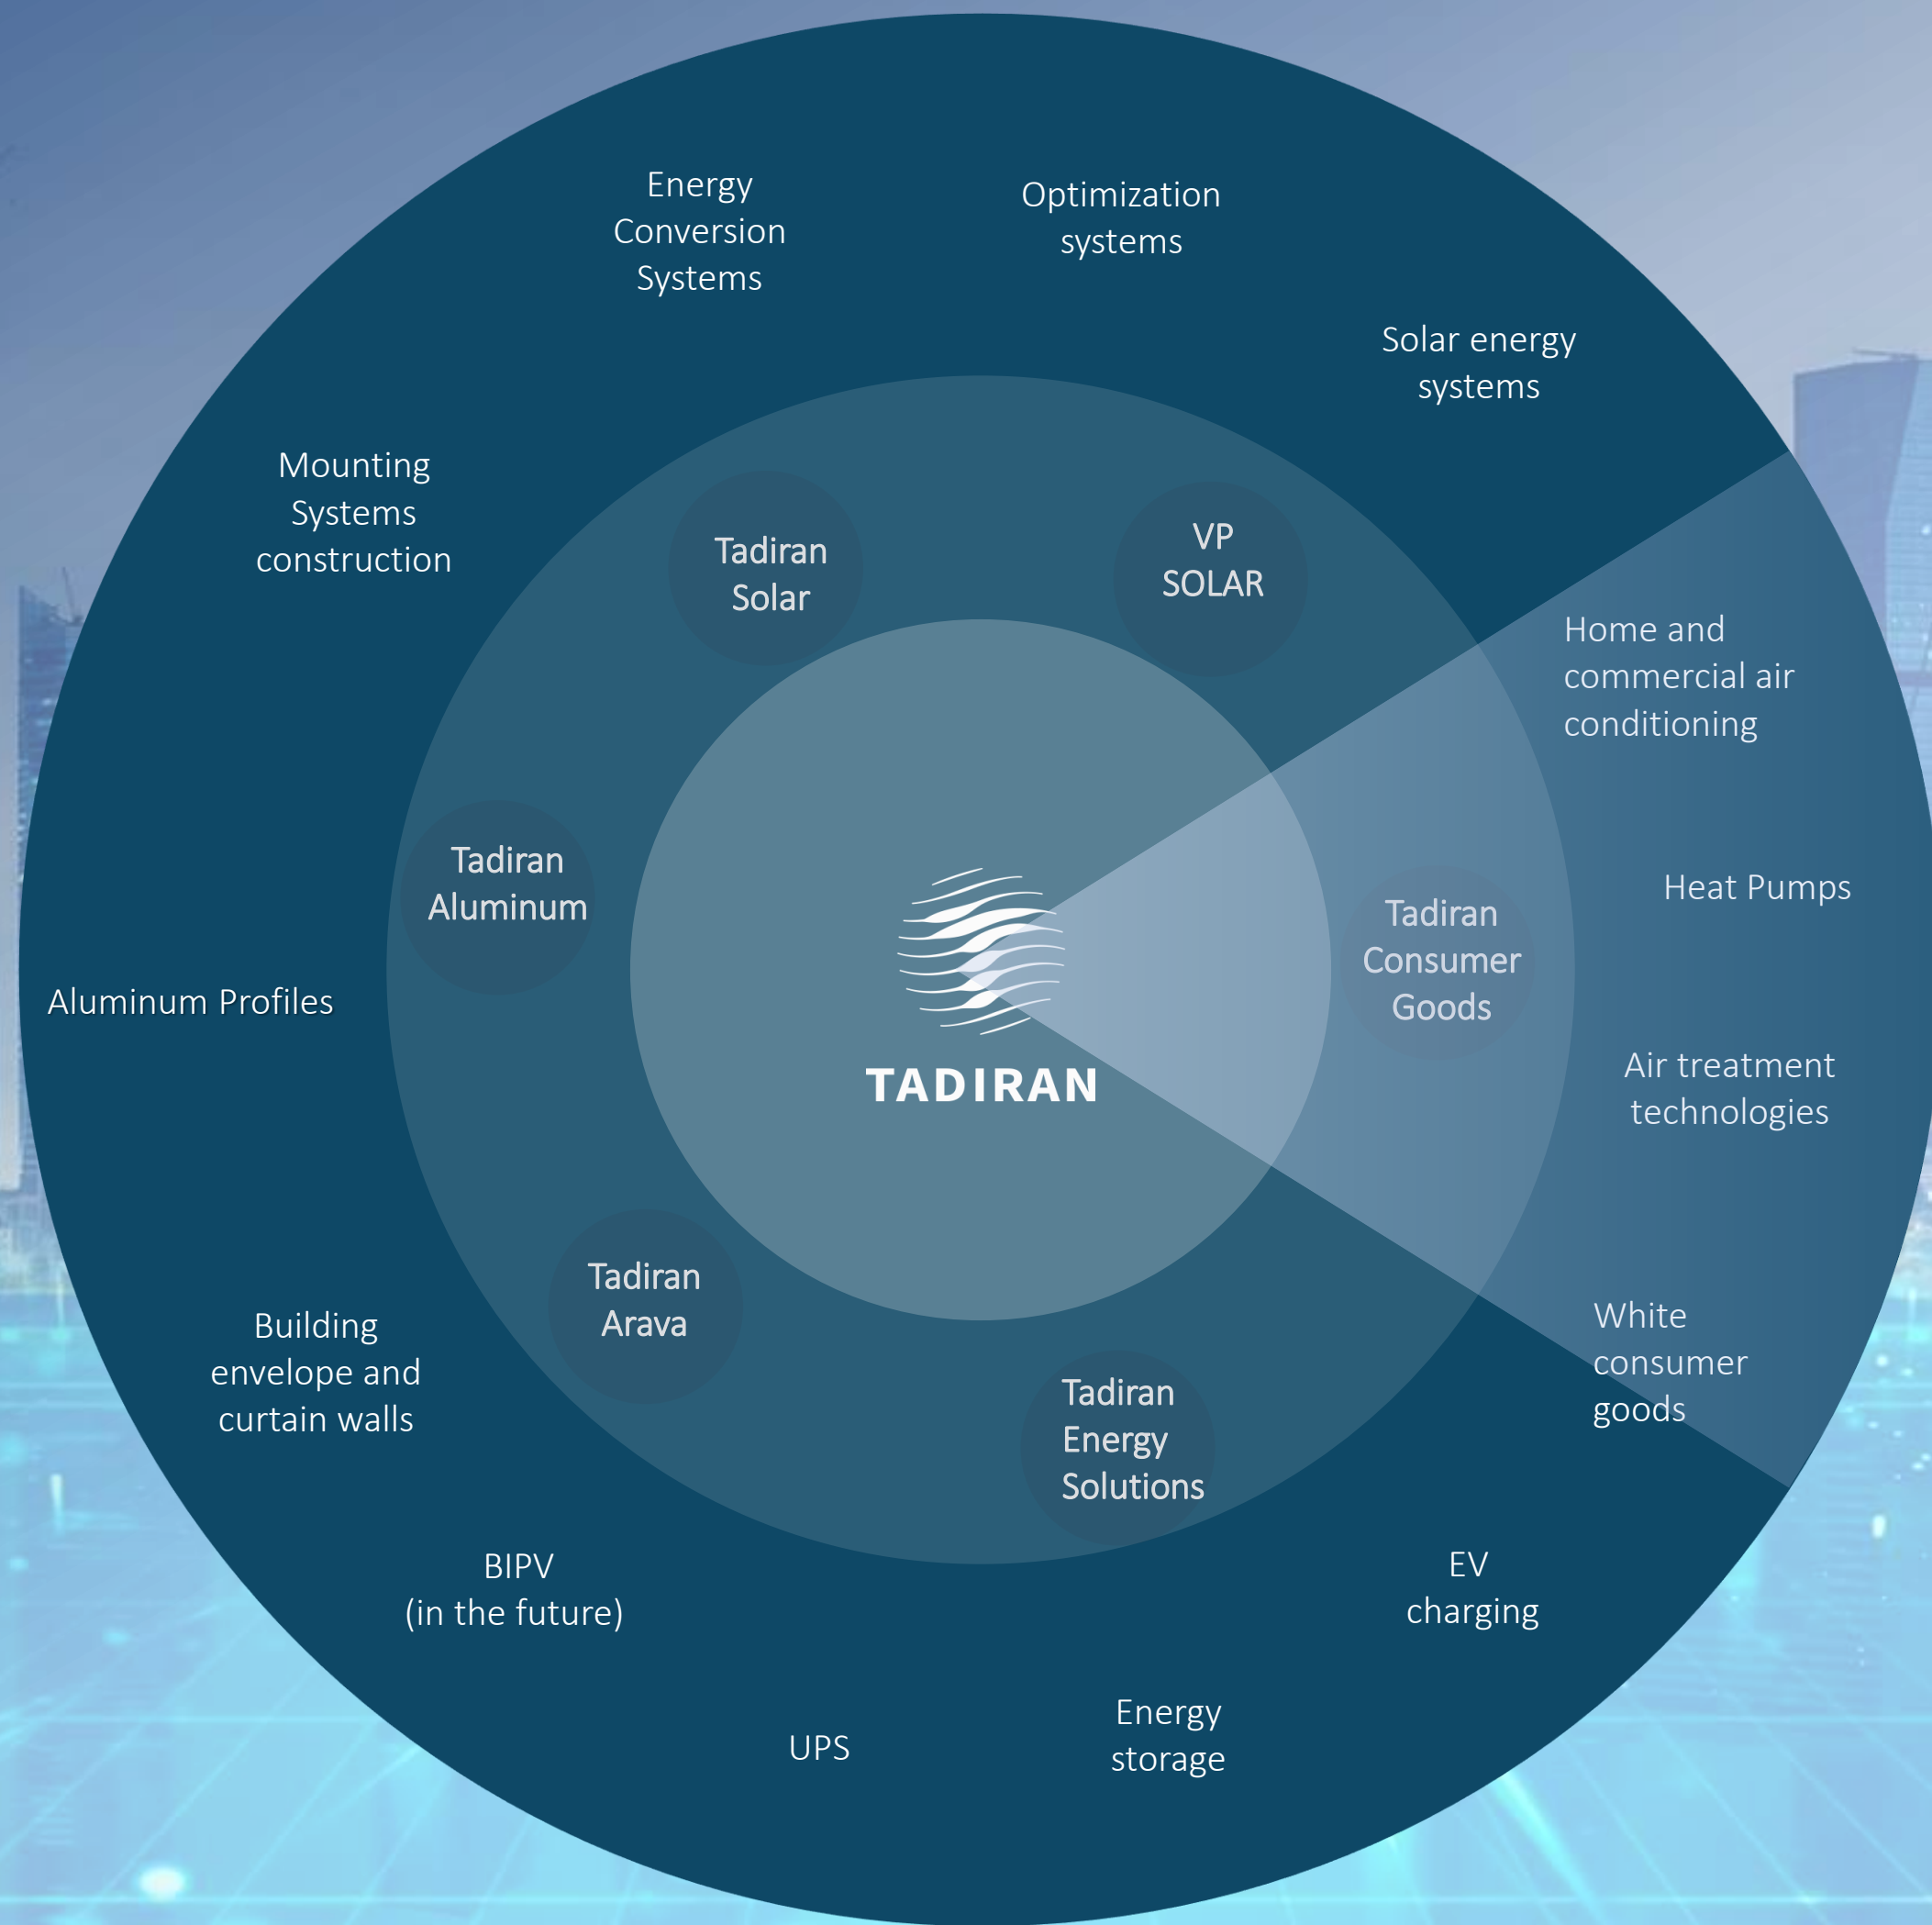 Energy
Conversion
Systems
Optimization
systems
Solar energy
systems
Mounting
Systems
construction
Tadiran
Solar
VP
SOLAR
Home and
commercial air
conditioning
Tadiran
Aluminum
Heat Pumps
Tadiran
Consumer
Goods
Aluminum Profiles
TADIRAN
Air treatment
technologies
Tadiran
Arava
Building
envelope and
curtain walls
White
consumer
goods
Tadiran
Energy
Solutions
BIPV
(in the future)
EV
charging
UPS
Energy
storage